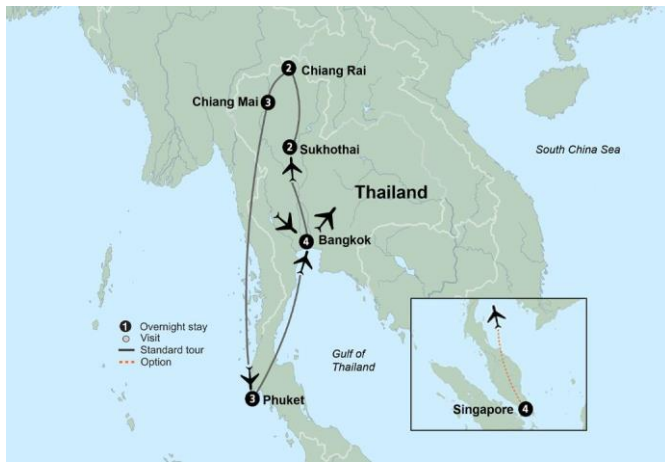 2
Chiang Rai
3
Chiang Mai
2
Sukhothai
South China Sea
Thailand
4
Bangkok
1 Overnight stay
Visit
Standard tour
Option
Gulf of
Thailand
3
Phuket
Singapore 4